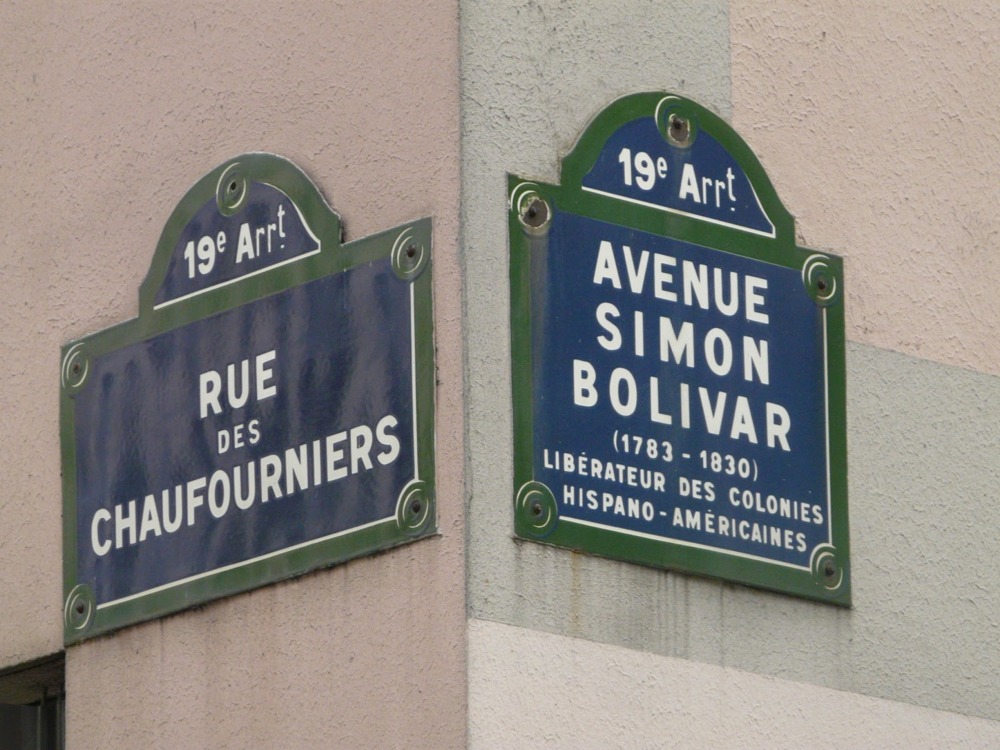 19e Arrt
RUE
DES
CHAUFOURNIERS
19e Arrt
AVENUE
SIMON
BOLIVAR
(1783-1830)
LIBÉRATEUR DES COLONIES
HISPANO-AMÉRICAINES